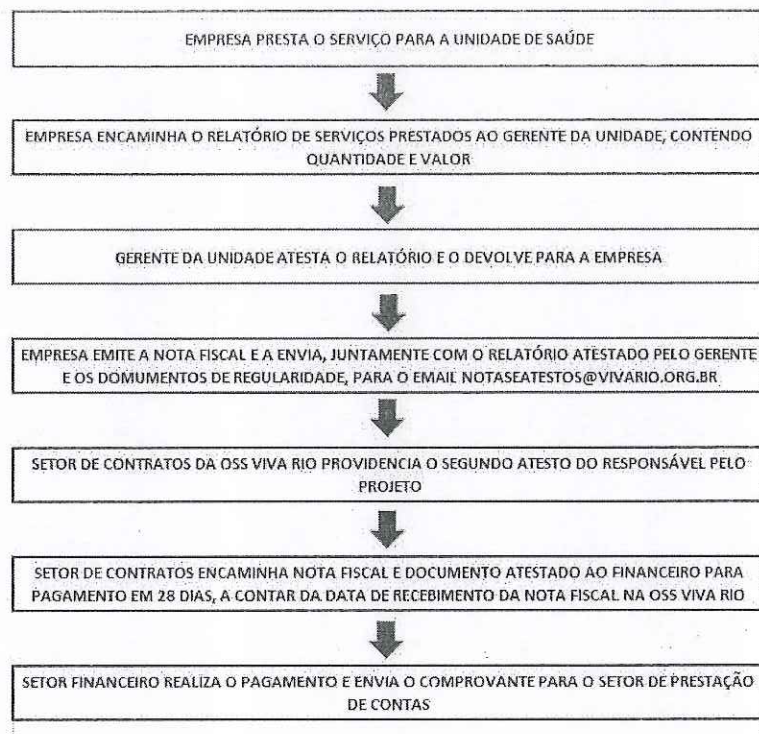 EMPRESA PRESTA O SERVIÇO PARA A UNIDADE DE SAÚDE
EMPRESA ENCAMINHA O RELATÓRIO DE SERVIÇOS PRESTADOS AO GERENTE DA UNIDADE, CONTENDO
QUANTIDADE E VALOR
GERENTE DA UNIDADE ATESTA O RELATÓRIO E O DEVOLVE PARA A EMPRESA
EMPRESA EMITE A NOTA FISCAL E A ENVIA, JUNTAMENTE COM O RELATÓRIO ATESTADO PELO GERENTE
E OS DOMUMENTOS DE REGULARIDADE, PARA O EMAIL NOTASEATESTOS@VIVARIO.ORG.BR
SETOR DE CONTRATOS DA OSS VIVA RIO PROVIDENCIA O SEGUNDO ATESTO DO RESPONSÁVEL PELO
PROJETO
SETOR DE CONTRATOS ENCAMINHA NOTA FISCAL E DOCUMENTO ATESTADO AO FINANCEIRO PARA
PAGAMENTO EM 28 DIAS, A CONTAR DA DATA DE RECEBIMENTO DA NOTA FISCAL NA OSS VIVA RIO
SETOR FINANCEIRO REALIZA O PAGAMENTO E ENVIA O COMPROVANTE PARA O SETOR DE PRESTAÇÃO
DE CONTAS